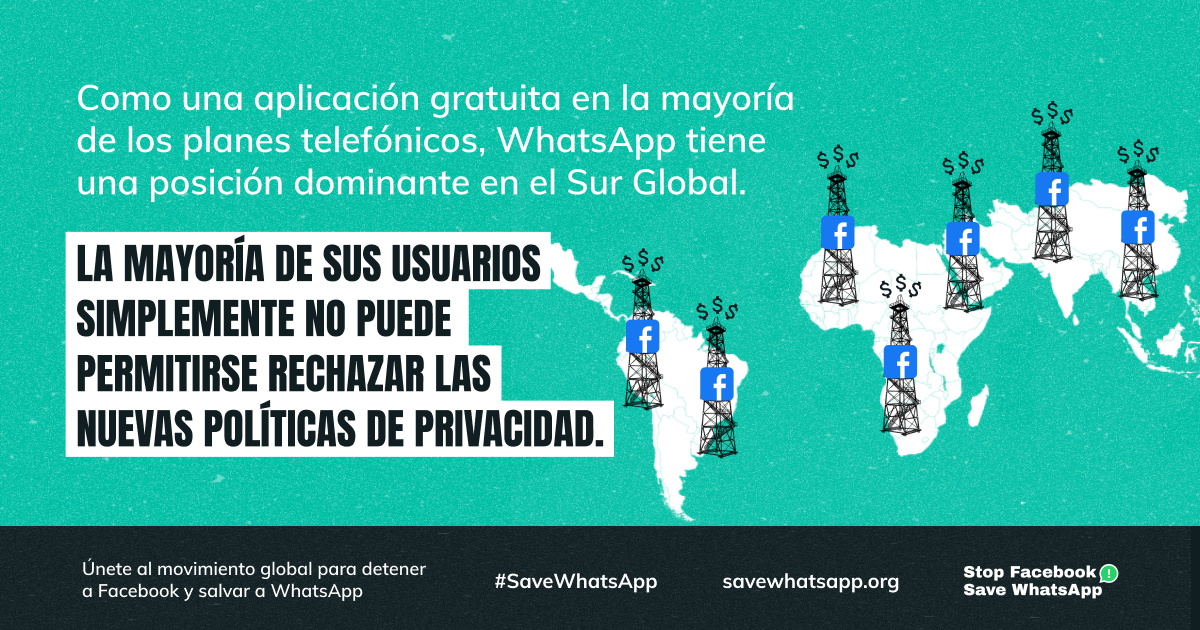 Como una aplicación gratuita en la mayoría
de los planes telefónicos, WhatsApp tiene
una posición dominante en el Sur Global.
LA MAYORÍA DE SUS USUARIOS
SIMPLEMENTE NO PUEDE
PERMITIRSE RECHAZAR LAS
NUEVAS POLÍTICAS DE PRIVACIDAD.
$$$
$$$
$$$
$$$
$$$
$$$
$$$
Únete al movimiento global para detener
a Facebook y salvar a WhatsApp
#SaveWhatsApp
savewhatsapp.org
Stop Facebook
Save WhatsApp